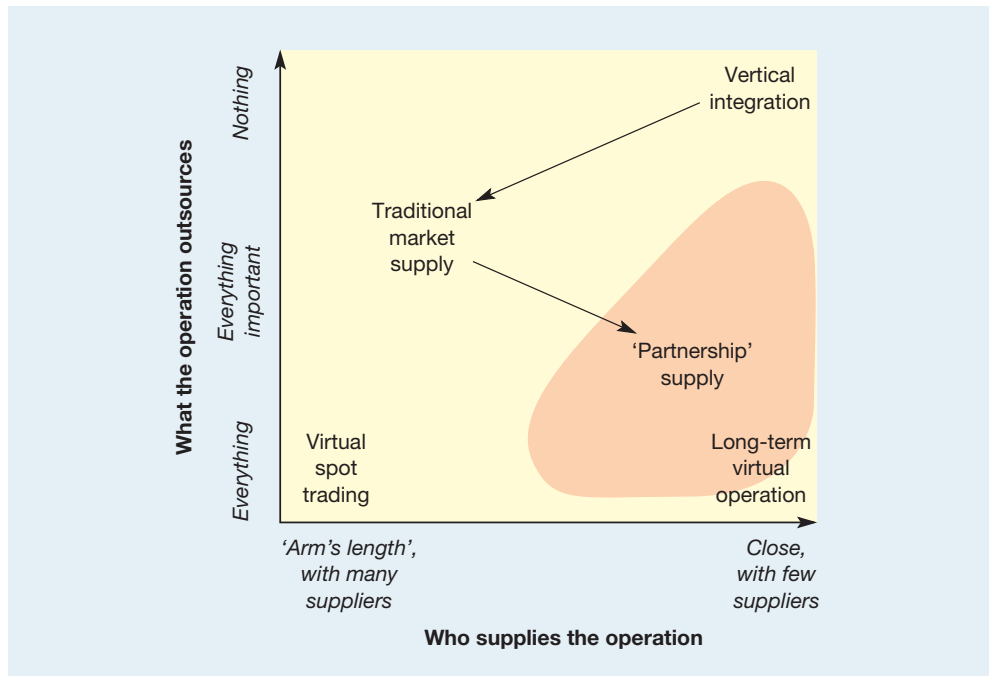 What the operation outsources
Nothing
Everything
important
Everything
Vertical
integration
Traditional
market
supply
‘Partnership’
supply
Virtual
spot
trading
Long-term
virtual
operation
‘Arm’s length’,
with many
suppliers
Close,
with few
suppliers
Who supplies the operation